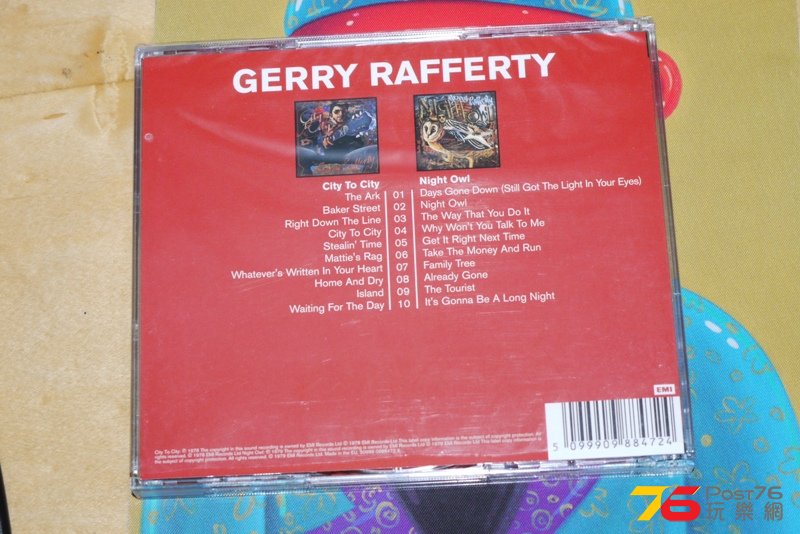 GERRY RAFFERTY
City To City
The Ark 01
Baker Street 02
Right Down The Line 03
City To City 04
Stealin' Time 05
Mattie's Rag 06
Whatever's Written In Your Heart 07
Home And Dry 08
Island 09
Waiting For The Day 10
Night Owl
Days Gone Down (Still Got The Light In Your Eyes)
Night Owl
The Way That You Do It
Why Won't You Talk To Me
Get It Right Next Time
Take The Money And Run
Family Tree
Already Gone
The Tourist
It's Gonna Be A Long Night
EMI
5 099909 884724
76 Post76
玩樂網